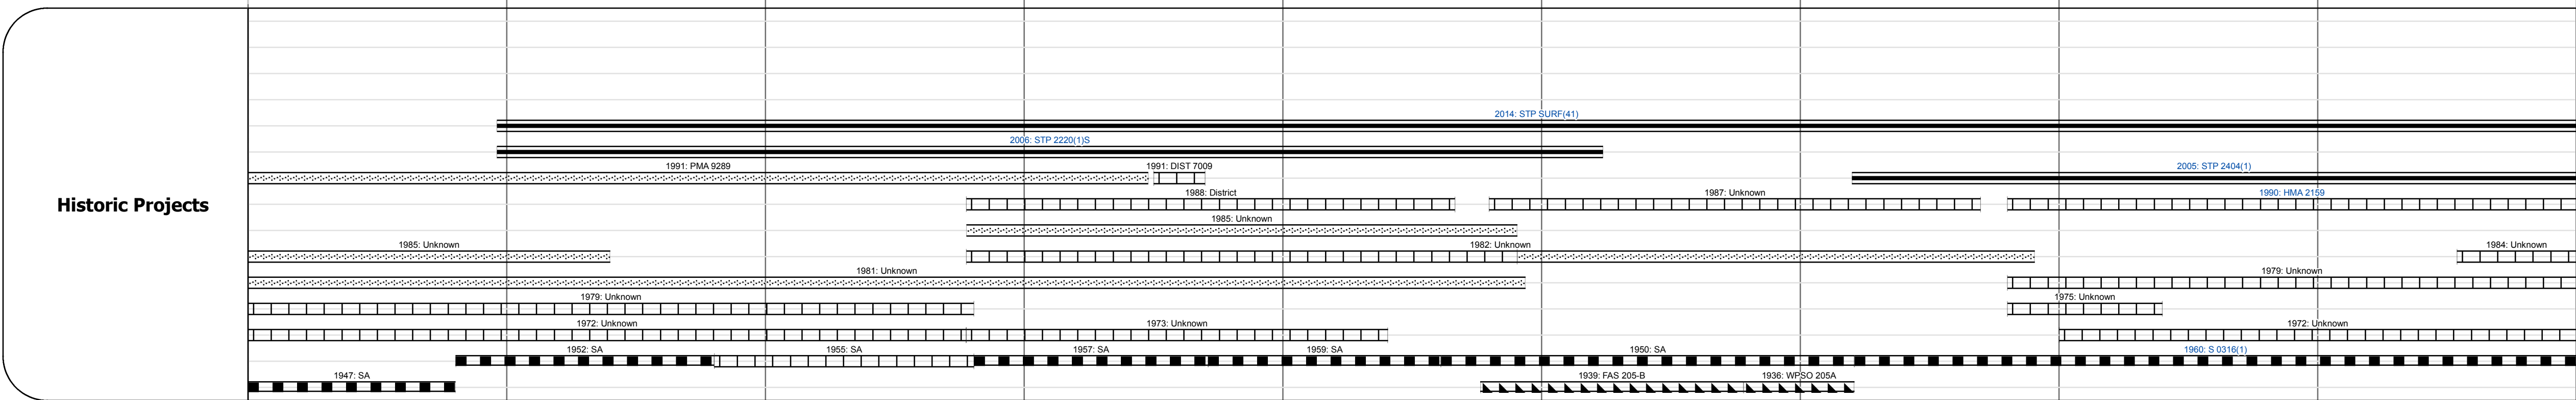 2014: STP SURF(41)
2006: STP 2220(1)S
1991: PMA 9289
1991: DIST 7009
2005: STP 2404(1)
1988: District
1987: Unknown
1990: HMA 2159
Historic Projects
1985: Unknown
1985: Unknown
1982: Unknown
1984: Unknown
1981: Unknown
1979: Unknown
1979: Unknown
1975: Unknown
1972: Unknown
1973: Unknown
1972: Unknown
1952: SA
1955: SA
1957: SA
1959: SA
1950: SA
1960: S 0316(1)
1947: SA
1939: FAS 205-B
1936: WPSO 205A